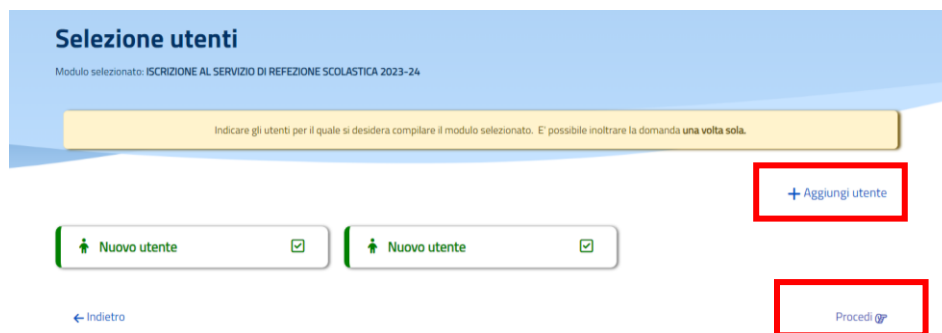 Selezione utenti
Modulo selezionato: ISCRIZIONE AL SERVIZIO DI REFEZIONE SCOLASTICA 2023-24
Indicare gli utenti per il quale si desidera compilare il modulo selezionato. E' possibile inoltrare la domanda una volta sola.
+ Aggiungi utente
Nuovo utente
Nuovo utente
← Indietro
Procedi